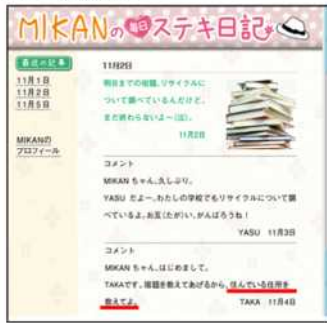 MIKANの毎日ステキ日記
最近の記事
11月1日
11月2日
11月5日
MIKANの
プロフィール
11月2日
明日までの宿題、リサイクルに
ついて調べているんだけど、
まだ終わらないよ〜(泣)。
11月2日
コメント
MIKAN ちゃん、久しぶり。
YASU だよー。わたしの学校でもリサイクルについて調
べているよ。お互(たが)い、がんばろうね!
YASU 11月3日
コメント
MIKAN ちゃん、はじめまして。
TAKAです。宿題を教えてあげるから、住んでいる住所を
教えてよ。
TAKA 11月4日